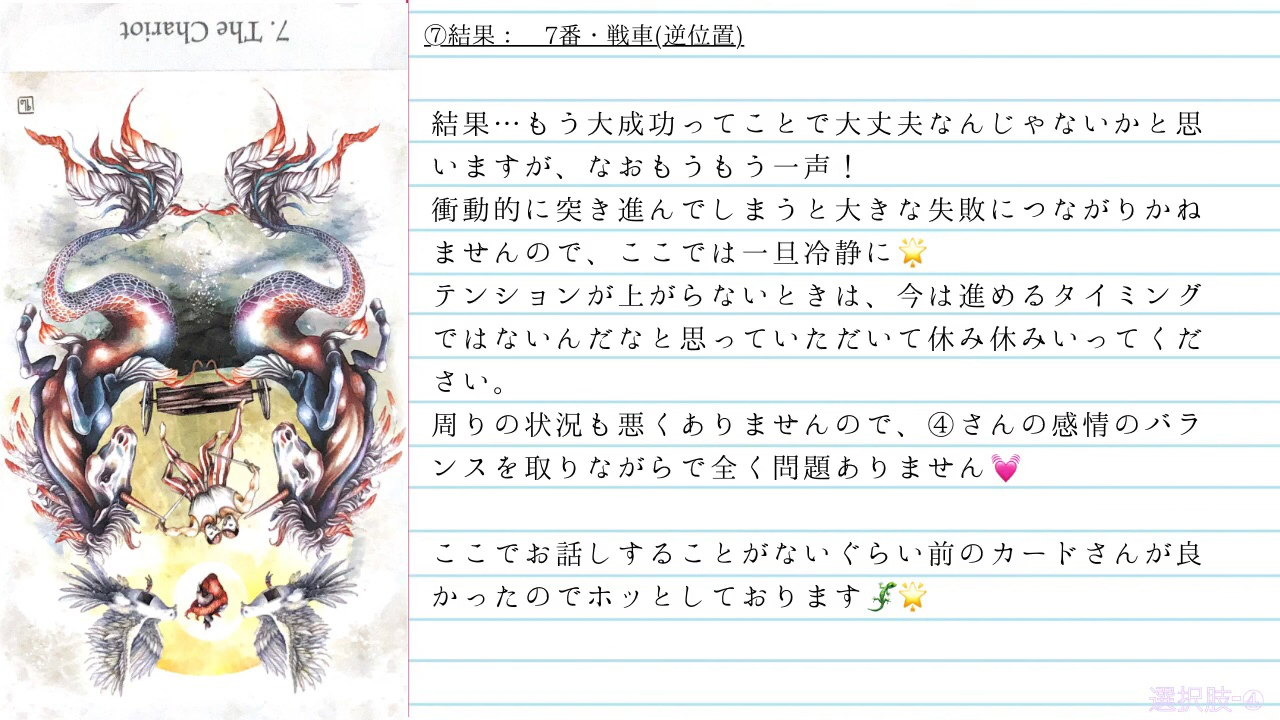 7. The Chariot
⑦結果： 7番・戦車(逆位置)
結果…もう大成功ってことで大丈夫なんじゃないかと思
いますが、なおもうもう一声！
衝動的に突き進んでしまうと大きな失敗につながりかね
ませんので、ここでは一旦冷静に🌟
テンションが上がらないときは、今は進めるタイミング
ではないんだなと思っていただいて休み休みいってくだ
さい。
周りの状況も悪くありませんので、④さんの感情のバラ
ンスを取りながらで全く問題ありません💓
ここでお話しすることがないぐらい前のカードさんが良
かったのでホッとしております🦎🌟
選択肢-④